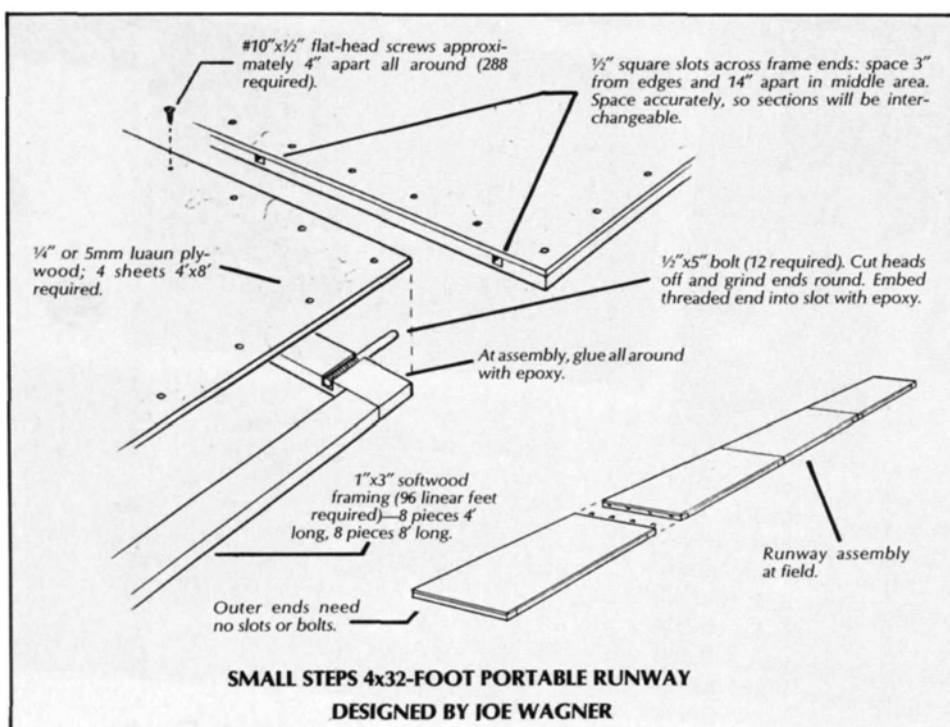 #10"x½" flat-head screws approxi-
mately 4" apart all around (288
required).
½" square slots across frame ends: space 3"
from edges and 14" apart in middle area.
Space accurately, so sections will be inter-
changeable.
¼" or 5mm luaun ply-
wood; 4 sheets 4'x8'
required.
½"x5" bolt (12 required). Cut heads
off and grind ends round. Embed
threaded end into slot with epoxy.
At assembly, glue all around
with epoxy.
1"x3" softwood
framing (96 linear feet
required)—8 pieces 4'
long, 8 pieces 8' long.
Runway assembly
at field.
Outer ends need
no slots or bolts.
SMALL STEPS 4x32-FOOT PORTABLE RUNWAY
DESIGNED BY JOE WAGNER